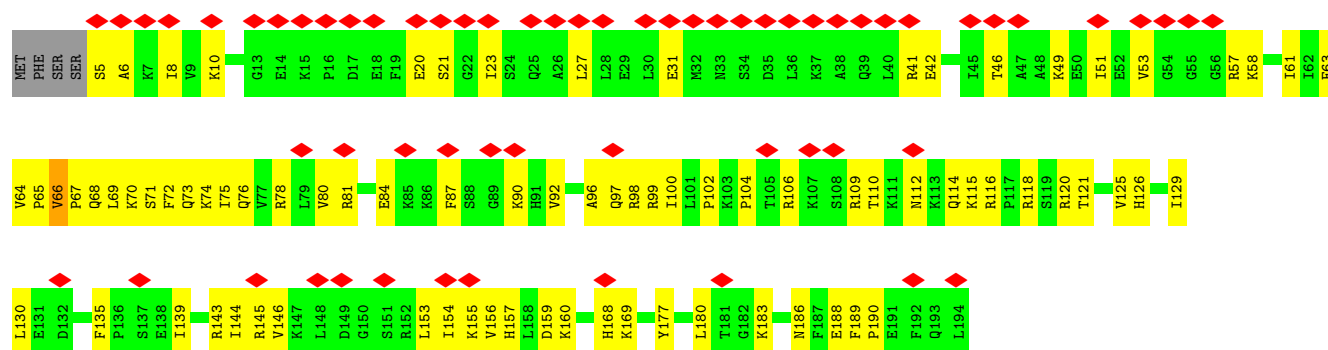 MET PHE SER SER S5 A6 K7 I8 V9 K10 G13 E14 K15 P16 D17 E18 F19 E20 S21 G22 I23 S24 Q25 A26 L27 L28 E29 L30 E31 M32 N33 S34 D35 L36 K37 A38 Q39 L40 R41 E42 I45 T46 A47 A48 K49 E50 I51 E52 V53 G54 G55 G56 R57 K58 I61 I62 F63
V64 P65 V66 P67 Q68 L69 K70 S71 F72 Q73 K74 I75 Q76 V77 R78 L79 V80 R81 E84 K85 K86 F87 S88 G89 K90 H91 V92 A96 Q97 R98 R99 I100 L101 P102 K103 P104 T105 R106 K107 S108 R109 T110 K111 N112 K113 Q114 K115 R116 P117 R118 S119 R120 T121 V125 H126 I129
L130 E131 D132 F135 P136 S137 E138 I139 R143 I144 R145 V146 K147 L148 D149 G150 S151 R152 L153 I154 K155 V156 H157 L158 D159 K160 H168 K169 Y177 L180 T181 G182 K183 N186 F187 E188 F189 P190 E191 F192 Q193 L194